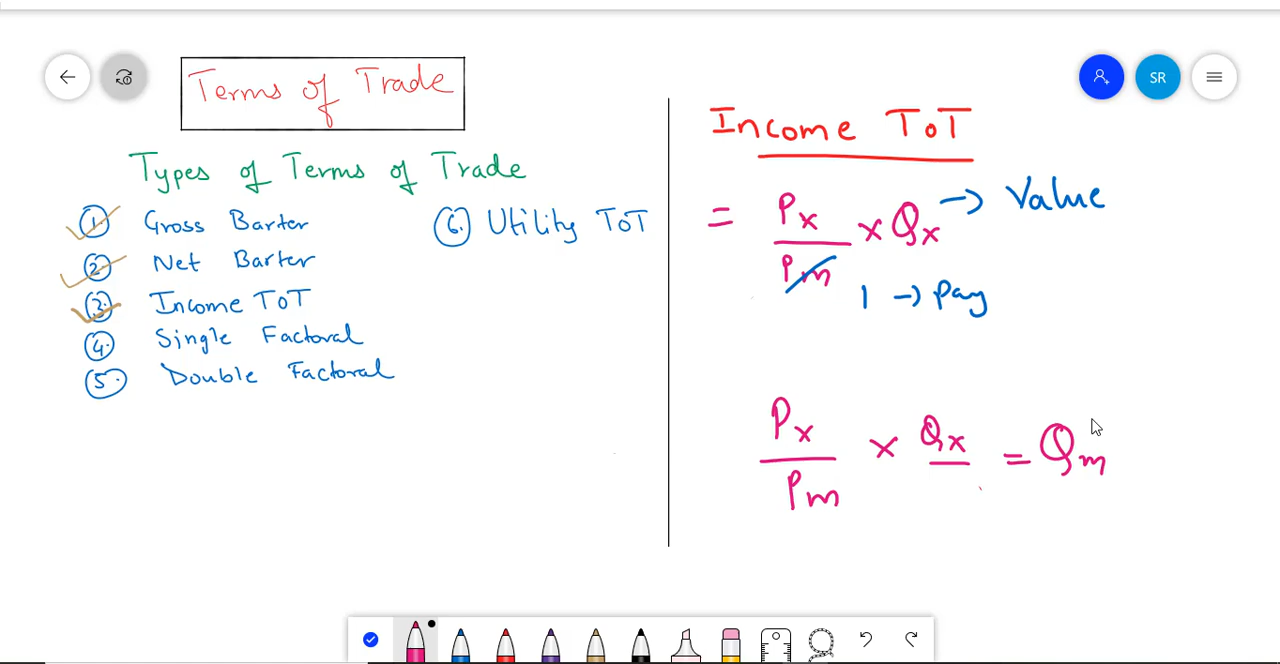 Terms of Trade
SR
Types of Terms of Trade
1 Gross Barter
2. Net Barter
3. Income ToT
4. Single Factoral
5. Double Factoral
6. Utility ToT
Income ToT
= Px / Pm × Qx → Value
1 → Pay
Px / Pm × Qx = Qm